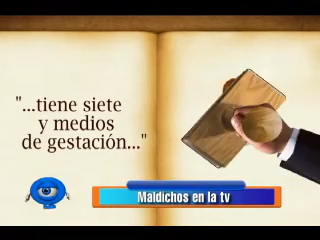 "...tiene siete
y medios
de gestación..."
Maldichos en la tv